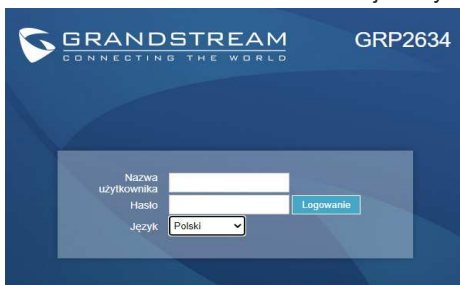 GRANDSTREAM
CONNECTING THE WORLD
GRP2634
Nazwa
użytkownika
Hasło
Logowanie
Język
Polski